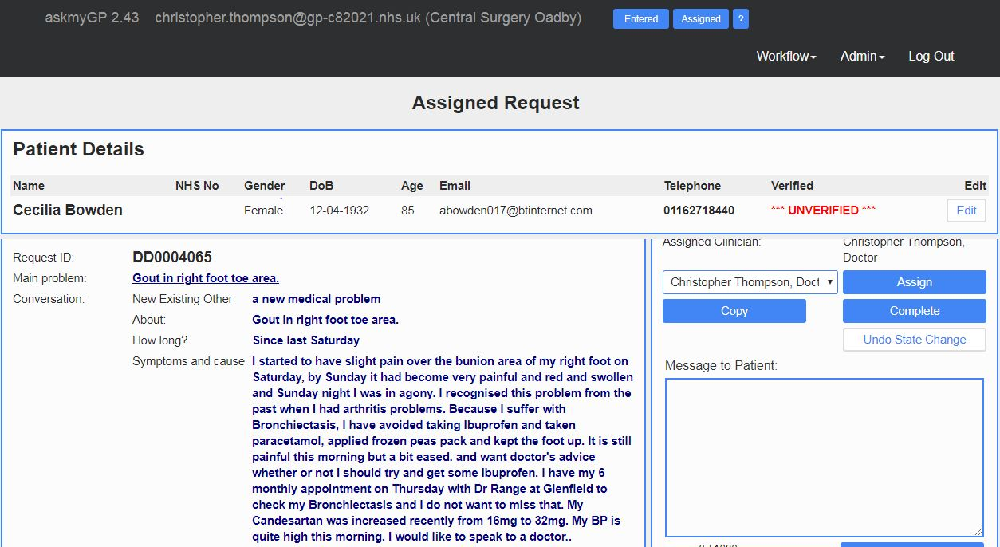 askmyGP 2.43 christopher.thompson@gp-c82021.nhs.uk (Central Surgery Oadby) Entered Assigned ?
Workflow Admin Log Out
Assigned Request
Patient Details
Name NHS No Gender DoB Age Email Telephone Verified Edit
Cecilia Bowden Female 12-04-1932 85 abowden017@btinternet.com 01162718440 *** UNVERIFIED *** Edit
Request ID: DD0004065
Main problem: Gout in right foot toe area.
Conversation: New Existing Other a new medical problem
About: Gout in right foot toe area.
How long? Since last Saturday
Symptoms and cause I started to have slight pain over the bunion area of my right foot on
Saturday, by Sunday it had become very painful and red and swollen
and Sunday night I was in agony. I recognised this problem from the
past when I had arthritis problems. Because I suffer with
Bronchiectasis, I have avoided taking Ibuprofen and taken
paracetamol, applied frozen peas pack and kept the foot up. It is still
painful this morning but a bit eased. and want doctor's advice
whether or not I should try and get some Ibuprofen. I have my 6
monthly appointment on Thursday with Dr Range at Glenfield to
check my Bronchiectasis and I do not want to miss that. My
Candesartan was increased recently from 16mg to 32mg. My BP is
quite high this morning. I would like to speak to a doctor..
Assigned Clinician: Christopher Thompson,
Doctor
Christopher Thompson, Doct Assign
Copy Complete
Undo State Change
Message to Patient: